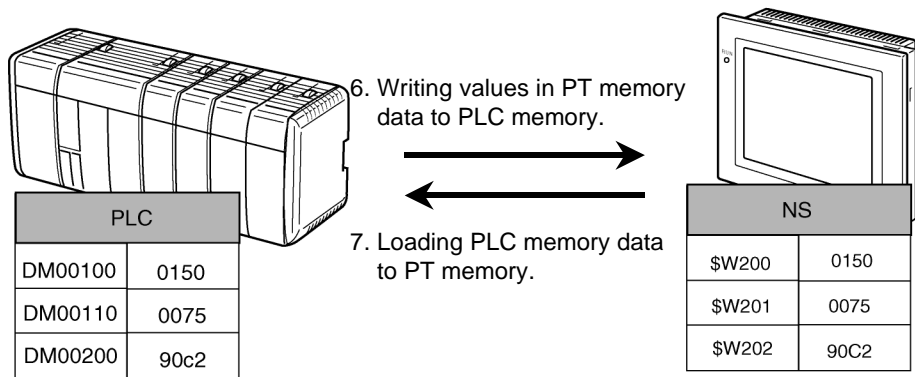 RUN
6. Writing values in PT memory
data to PLC memory.
7. Loading PLC memory data
to PT memory.
PLC
DM00100 0150
DM00110 0075
DM00200 90c2
NS
$W200 0150
$W201 0075
$W202 90C2